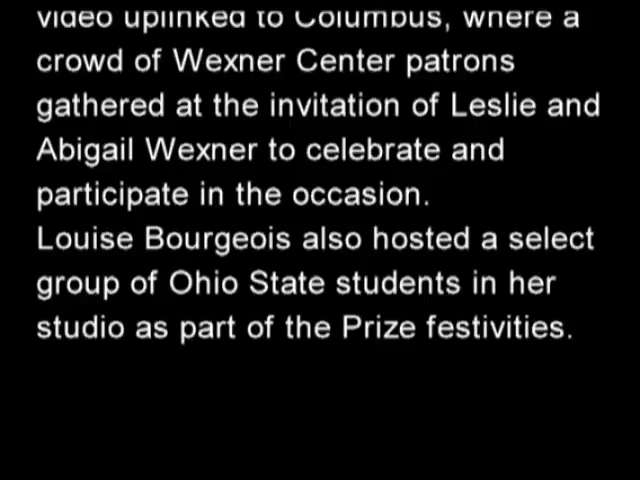 video uplinked to Columbus, where a
crowd of Wexner Center patrons
gathered at the invitation of Leslie and
Abigail Wexner to celebrate and
participate in the occasion.
Louise Bourgeois also hosted a select
group of Ohio State students in her
studio as part of the Prize festivities.